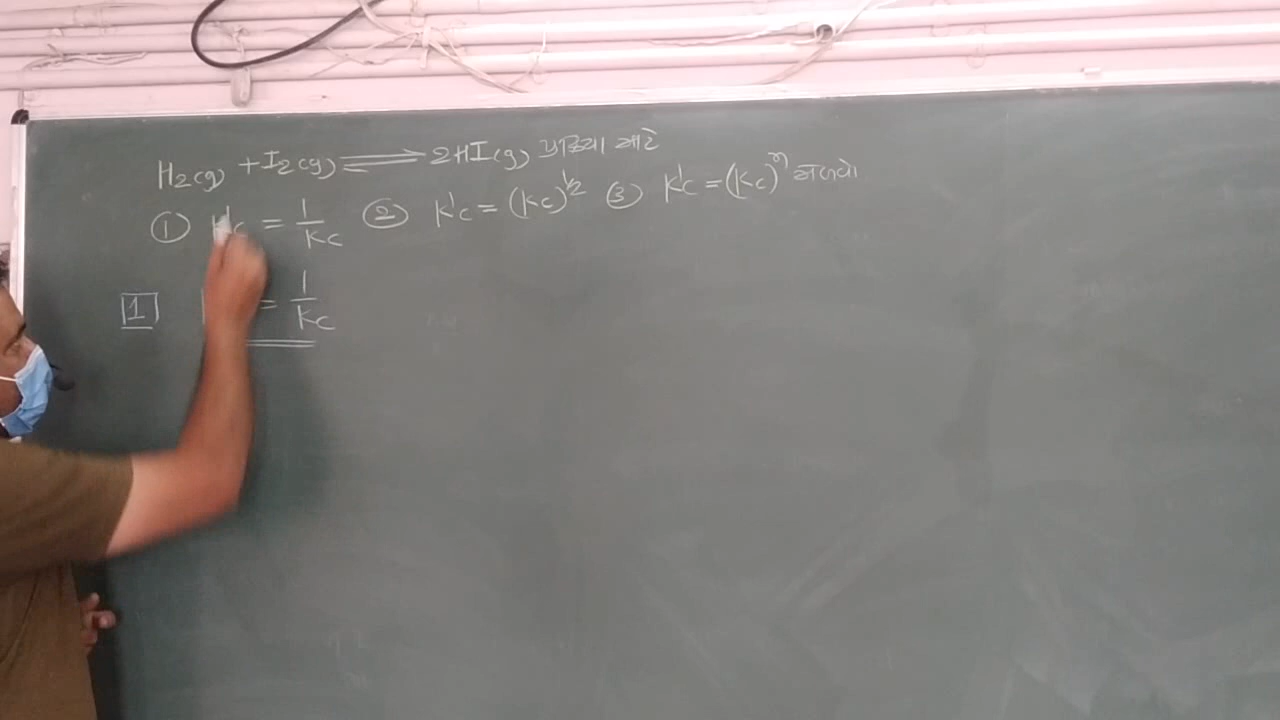 H₂(g) + I₂(g) ⇌ 2HI(g) પ્રક્રિયા માટે
① K'c = 1/Kc ② K'c = (Kc)^1/2 ③ K'c = (Kc)^n મેળવો
1 = 1/Kc